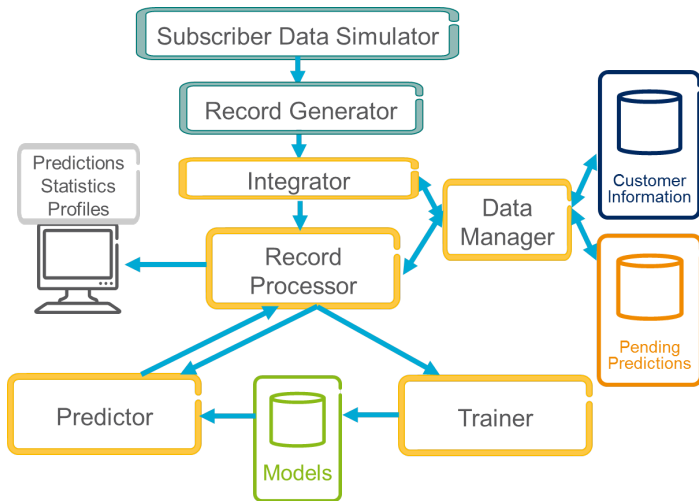 Subscriber Data Simulator
Record Generator
Integrator
Predictions
Statistics
Profiles
Data
Manager
Customer
Information
Record
Processor
Pending
Predictions
Predictor
Models
Trainer